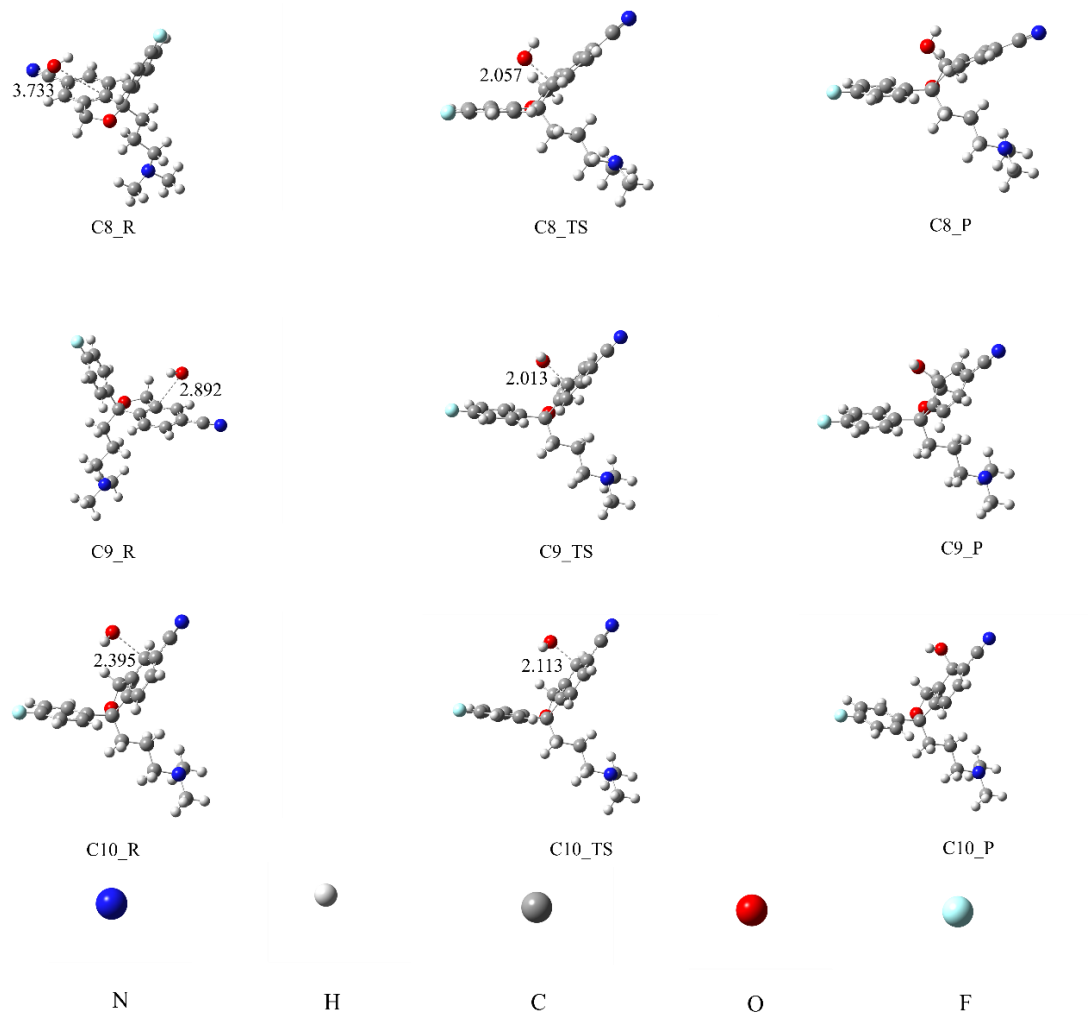 3.733
2.057
C8_R
C8_TS
C8_P
2.892
2.013
C9_R
C9_TS
C9_P
2.395
2.113
C10_R
C10_TS
C10_P
N
H
C
O
F